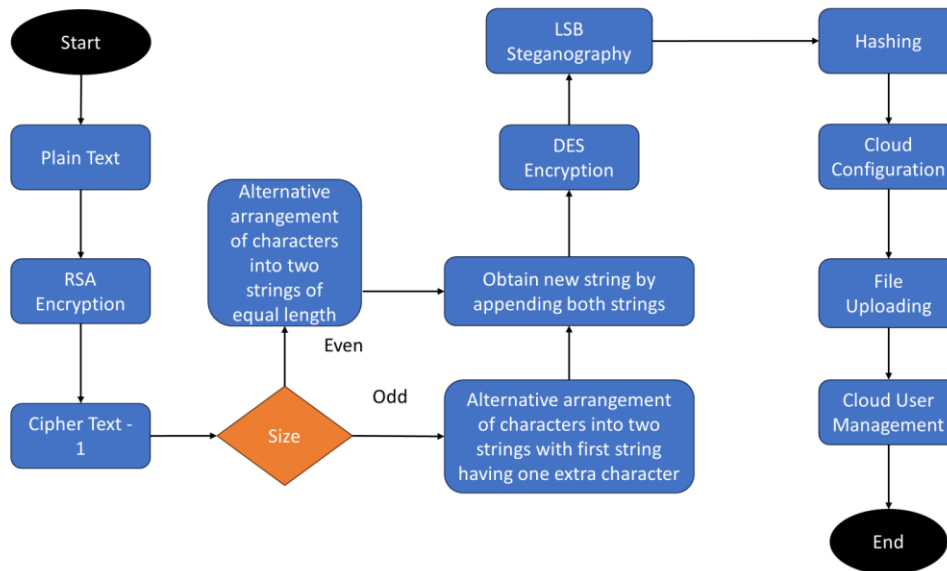 Start
Plain Text
RSA
Encryption
Cipher Text -
1
Size
Even
Odd
Alternative
arrangement
of characters
into two
strings of
equal length
Alternative arrangement
of characters into two
strings with first string
having one extra character
Obtain new string by
appending both strings
DES
Encryption
LSB
Steganography
Hashing
Cloud
Configuration
File
Uploading
Cloud User
Management
End